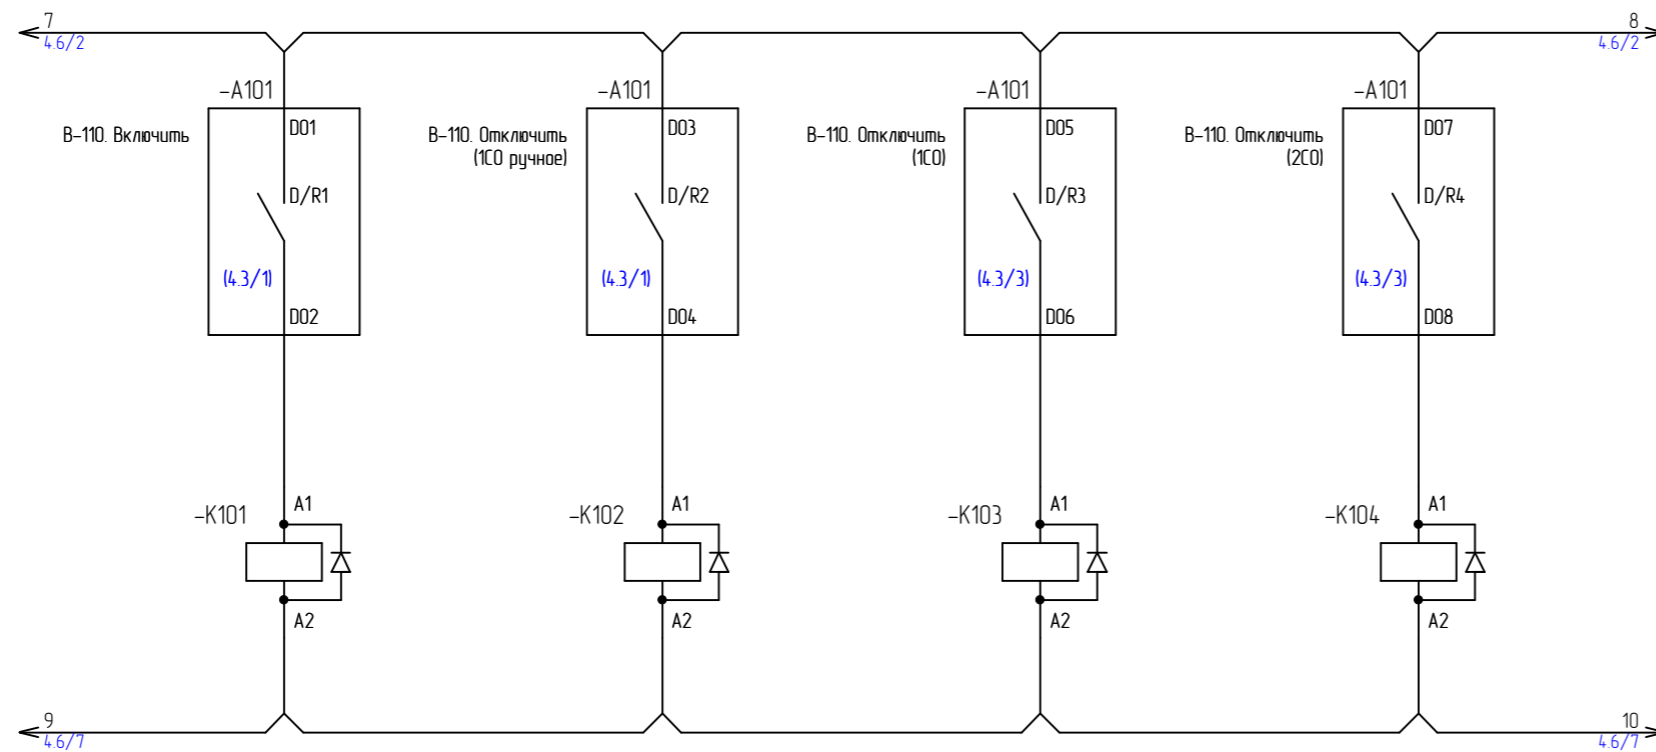 7
4.6/2
8
4.6/2
-A101
-A101
-A101
-A101
В-110. Включить
DO1
D/R1
(4.3/1)
DO2
В-110. Отключить
(1СО ручное)
DO3
D/R2
(4.3/1)
DO4
В-110. Отключить
(1СО)
DO5
D/R3
(4.3/3)
DO6
В-110. Отключить
(2СО)
DO7
D/R4
(4.3/3)
DO8
-K101
A1
A2
-K102
A1
A2
-K103
A1
A2
-K104
A1
A2
9
4.6/7
10
4.6/7